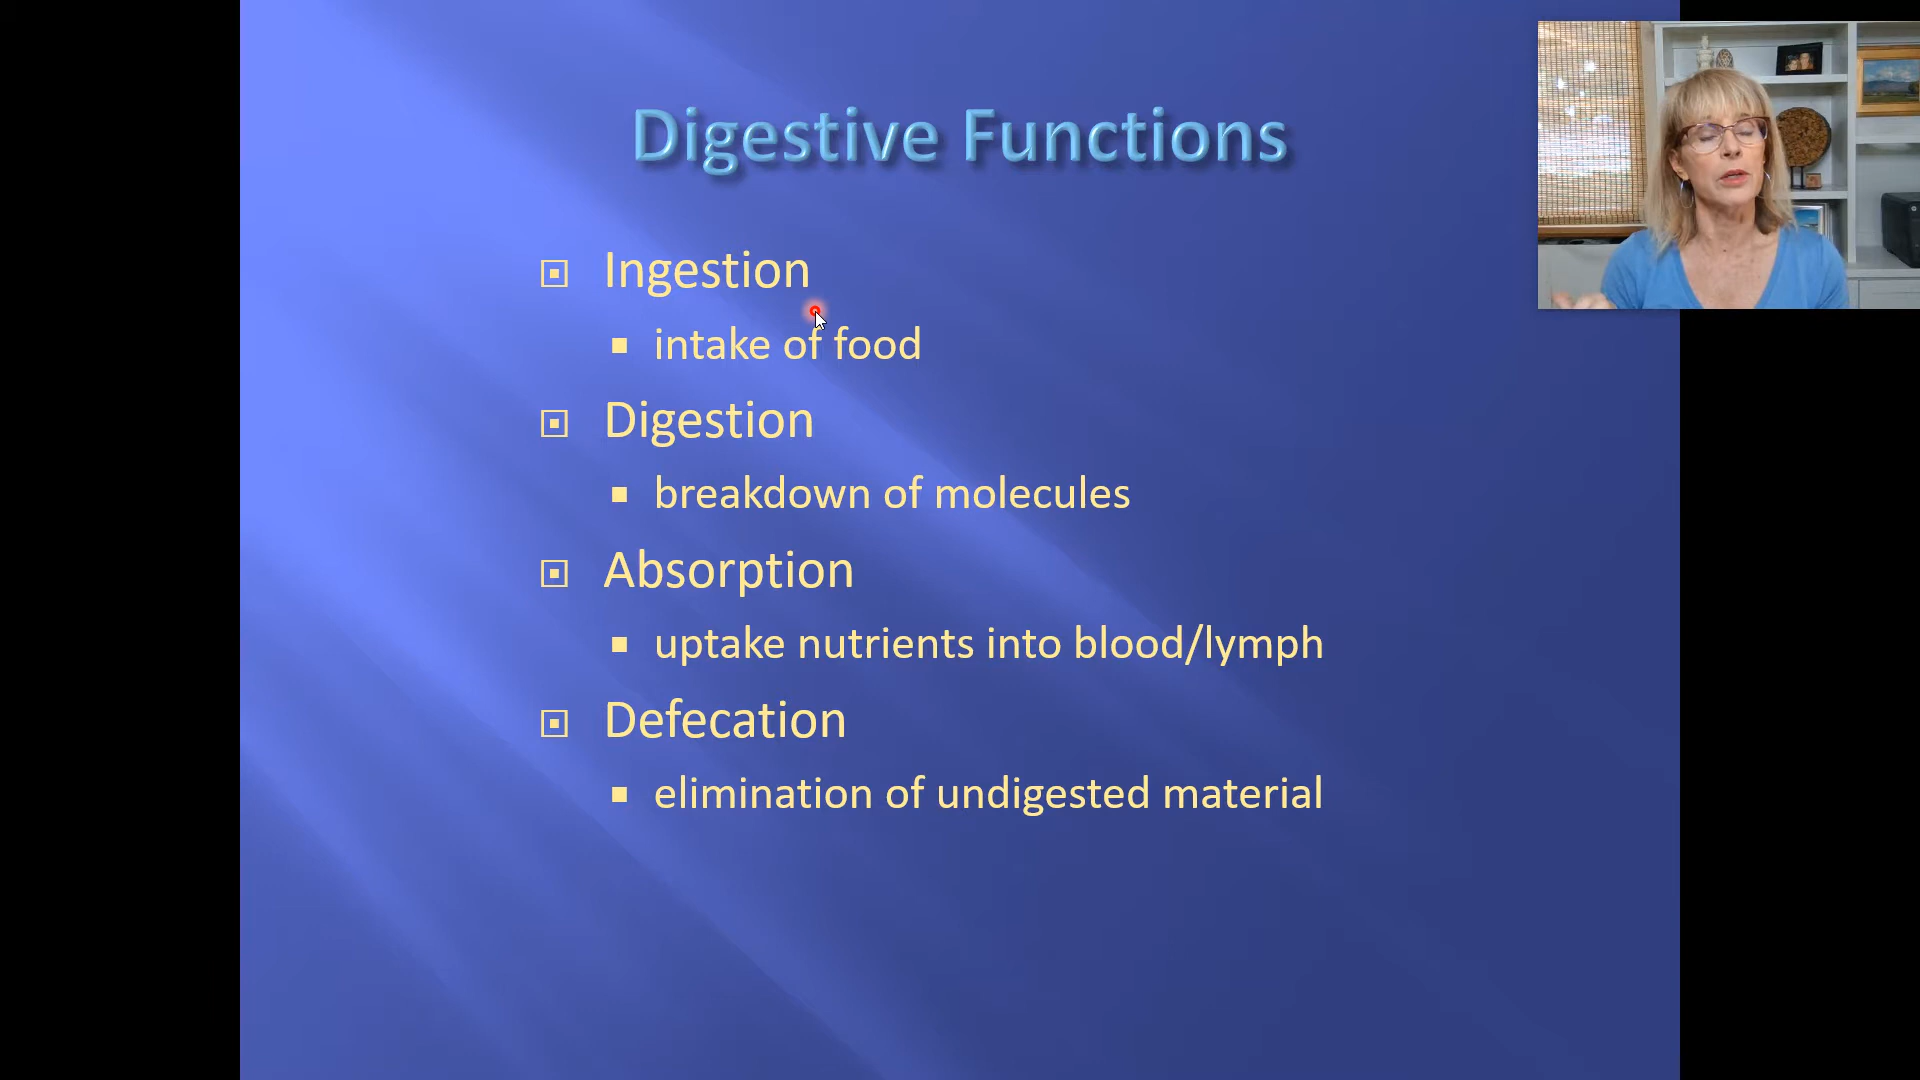 Digestive Functions
Ingestion
intake of food
Digestion
breakdown of molecules
Absorption
uptake nutrients into blood/lymph
Defecation
elimination of undigested material